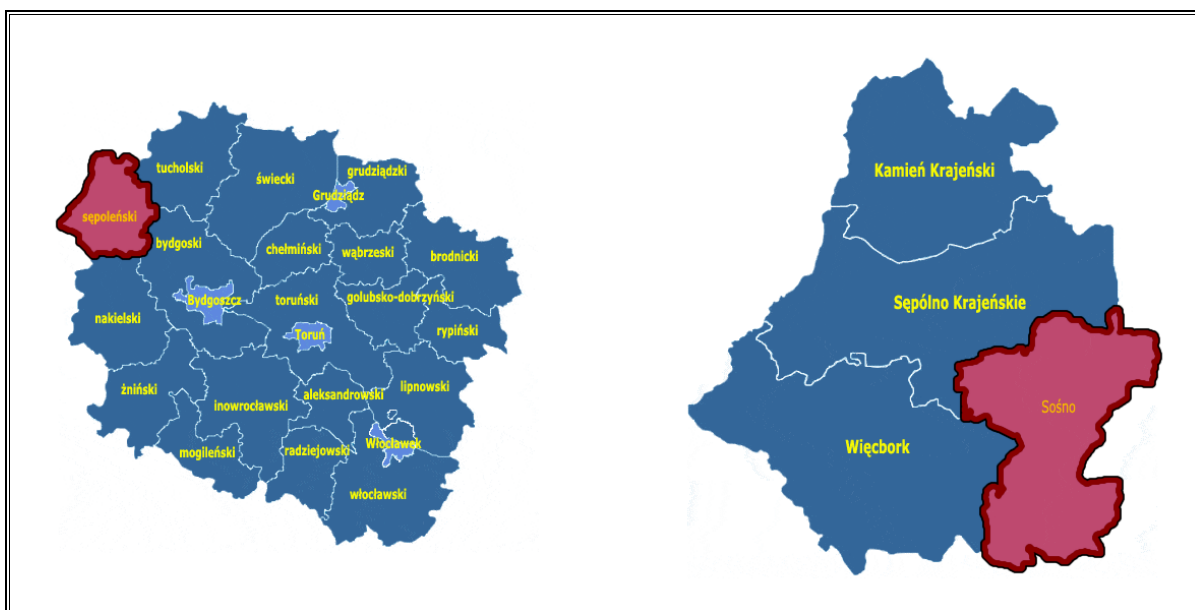 tucholski
świecki
grudziądzki
Grudziądz
sępoleński
bydgoski
chełmiński
wąbrzeski
brodnicki
Bydgoszcz
toruński
golubsko-dobrzyński
nakielski
Toruń
rypiński
żniński
inowrocławski
aleksandrowski
lipnowski
mogileński
radziejowski
Włocławek
włocławski
Kamień Krajeński
Sępólno Krajeńskie
Sośno
Więcbork